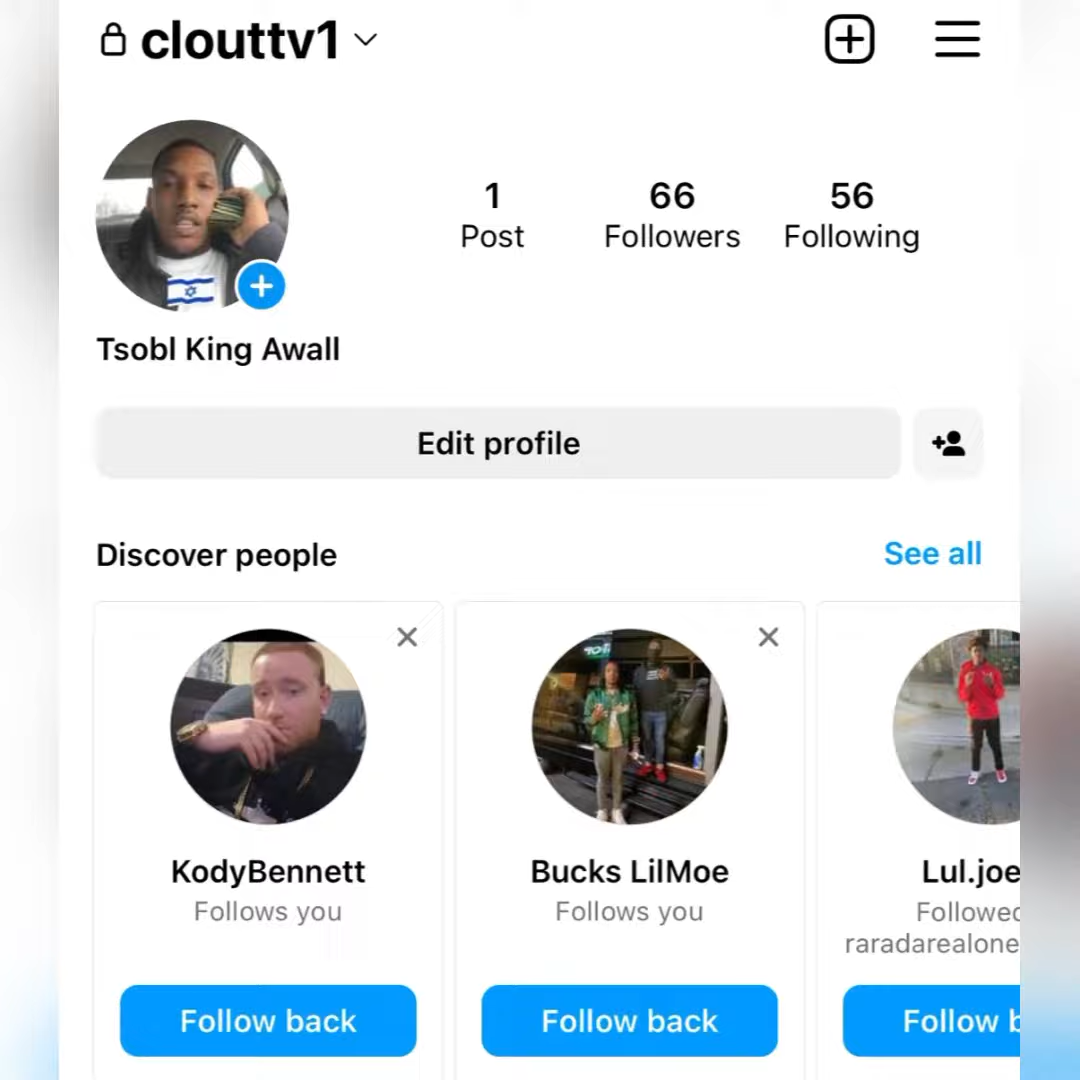 clouttv1
1 66 56
Post Followers Following
Tsobl King Awall
Edit profile
Discover people See all
KodyBennett Bucks LilMoe Lul.joe
Follows you Follows you Followed
raradarealone
Follow back Follow back Follow b